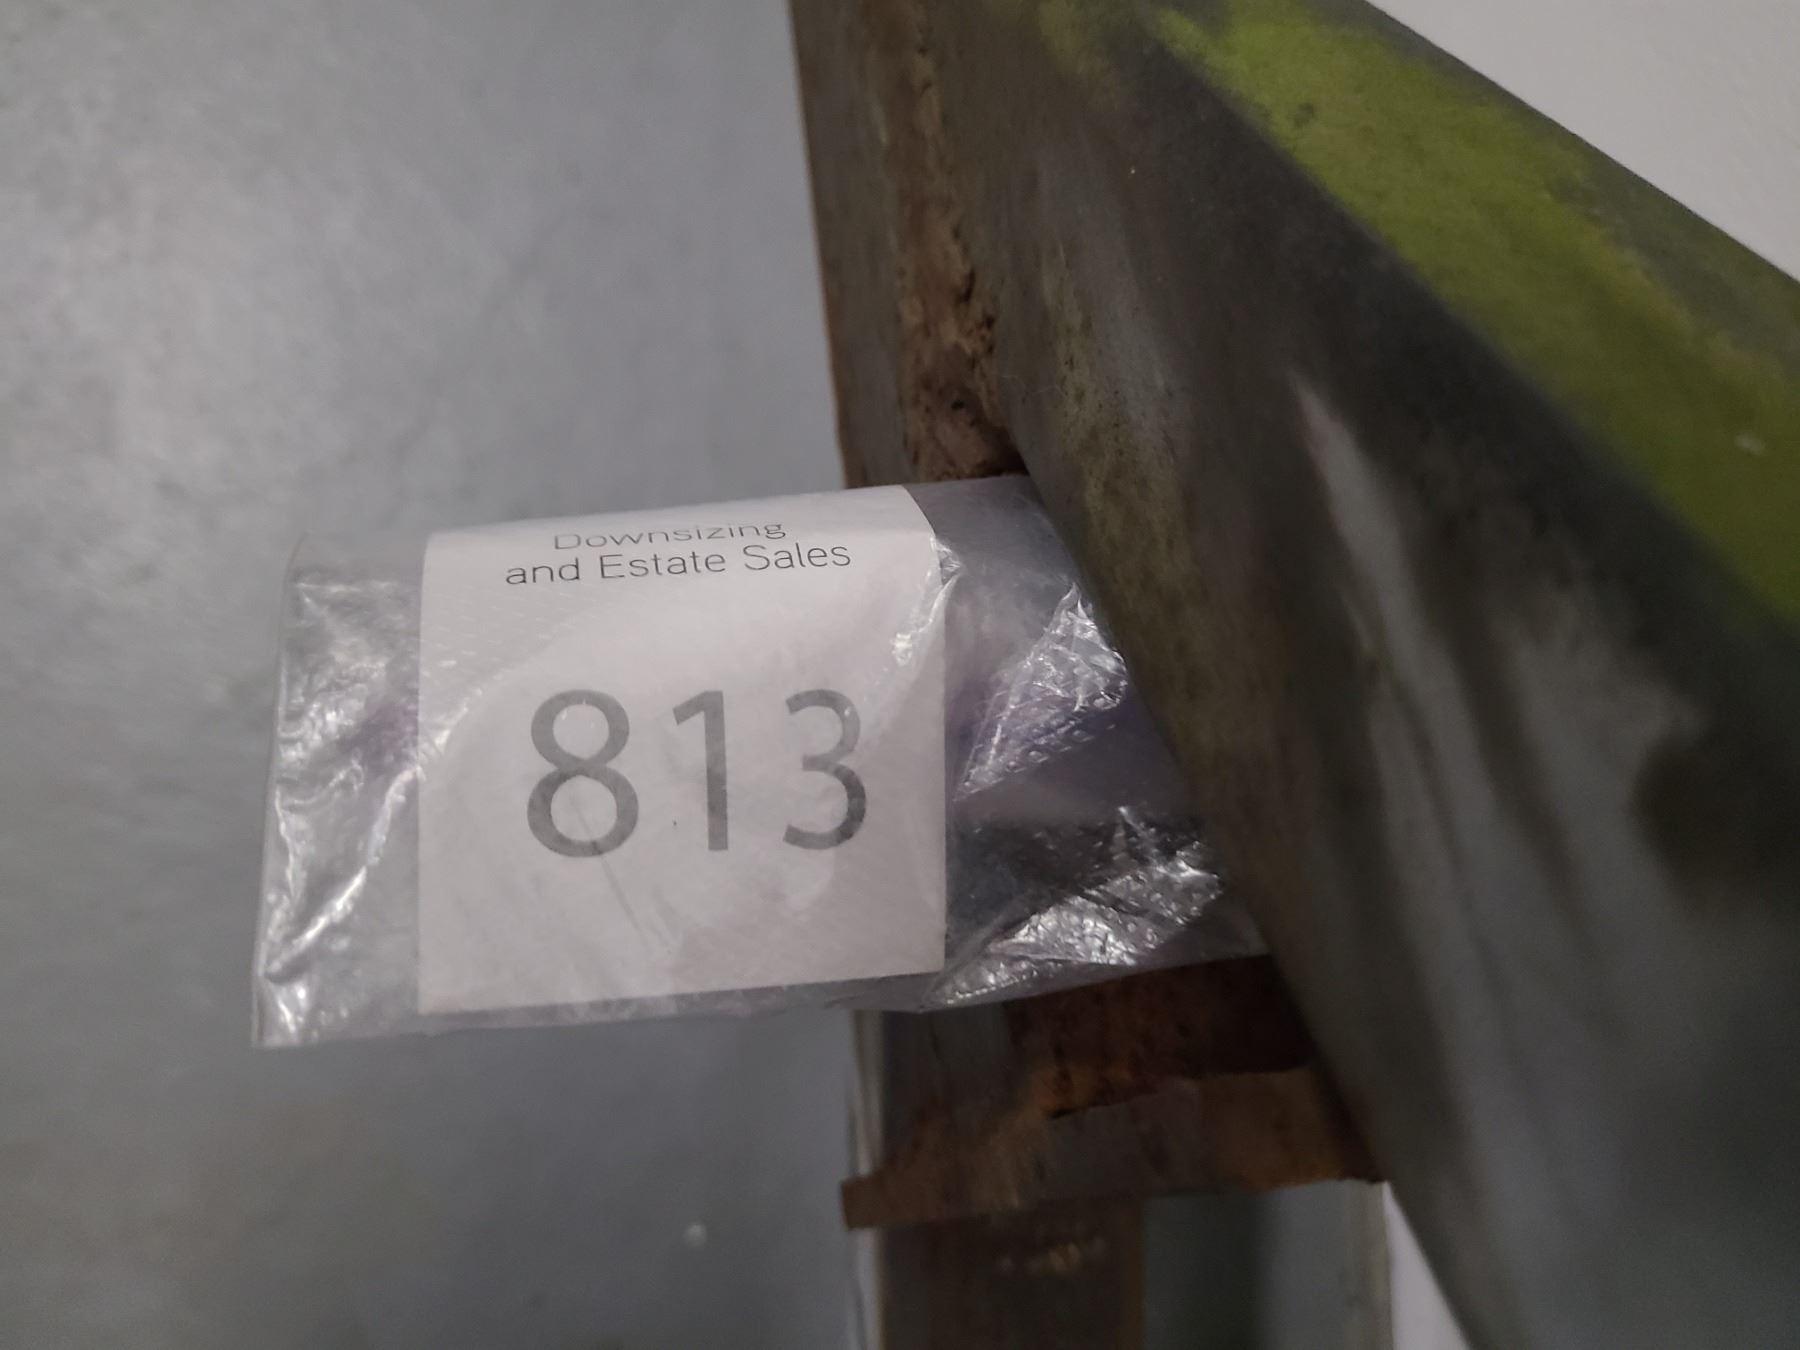 Downsizing
and Estate Sales
813